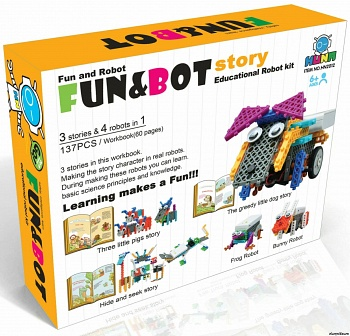 Fun and Robot
FUN&BOT story
Educational Robot kit
HUNA
ITEM NO.:HN2012
6+
AGES
3 stories & 4 robots in 1
137PCS / Workbook(60 pages)
3 stories in this workbook.
Making the story character in real robots.
During making these robots you can learn.
basic science principles and knowledge.
Learning makes a Fun!!!
The greedy little dog story
Three little pigs story
Hide and seek story
Frog Robot
Bunny Robot
FUN&BOT